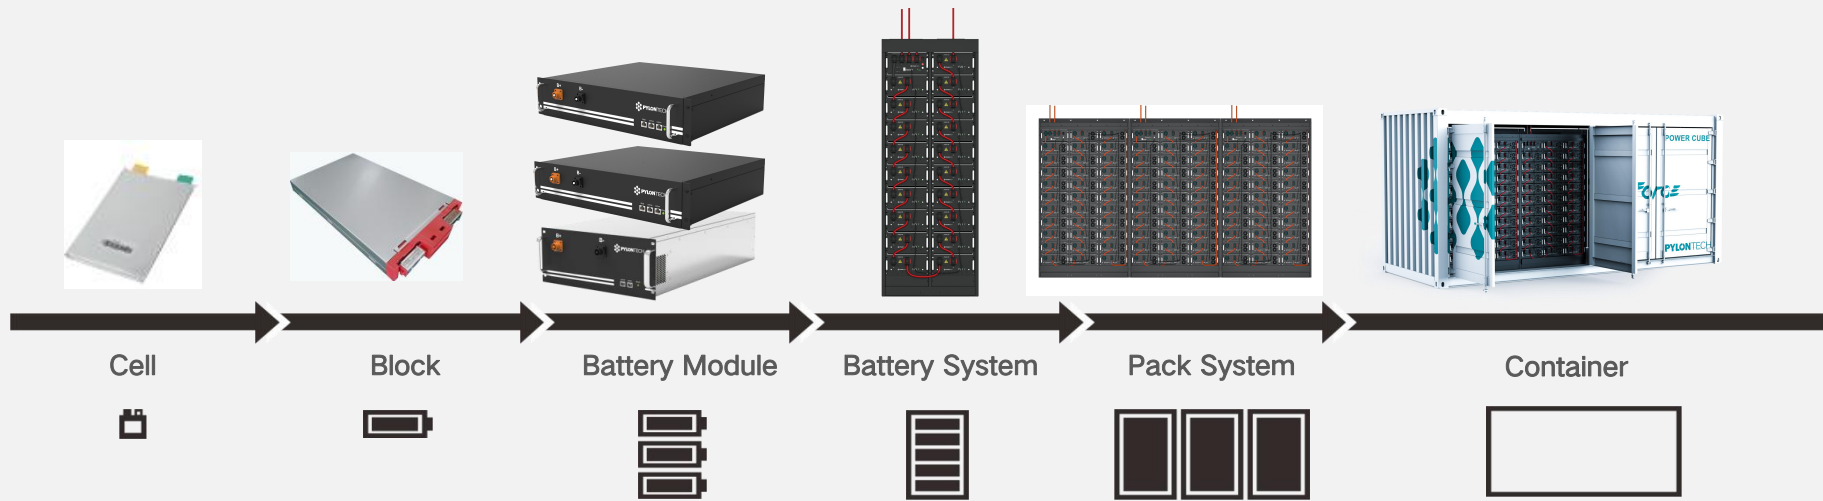 PYLONTECH
PYLONTECH
PYLONTECH
POWER CUBE
PYLONTECH
Cell
Block
Battery Module
Battery System
Pack System
Container